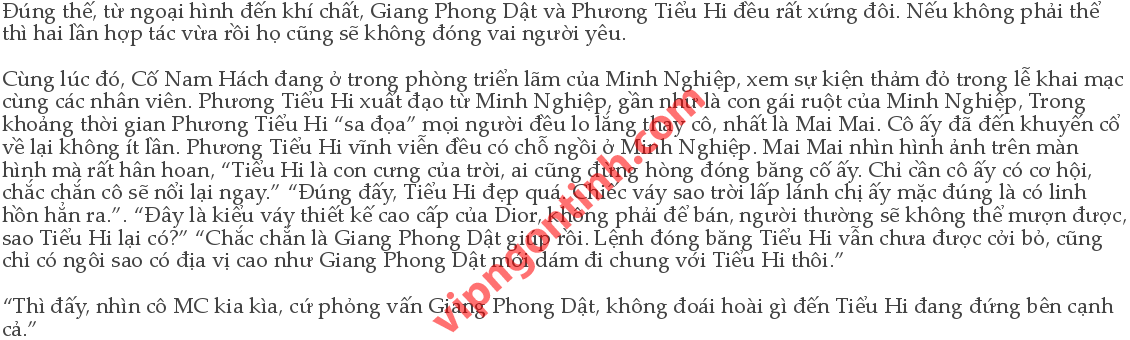 Đúng thế, từ ngoại hình đến khí chất, Giang Phong Dật và Phương Tiểu Hi đều rất xứng đôi. Nếu không phải thế
thì hai lần hợp tác vừa rồi họ cũng sẽ không đóng vai người yêu.
Cùng lúc đó, Cố Nam Hách đang ở trong phòng triển lãm của Minh Nghiệp, xem sự kiện thảm đỏ trong lễ khai mạc
cùng các nhân viên. Phương Tiểu Hi xuất đạo từ Minh Nghiệp, gần như là con gái ruột của Minh Nghiệp, Trong
khoảng thời gian Phương Tiểu Hi “sa đọa” mọi người đều lo lắng thay cô, nhất là Mai Mai. Cô ấy đã đến khuyên cổ
về lại không ít lần. Phương Tiểu Hi vĩnh viễn đều có chỗ ngồi ở Minh Nghiệp. Mai Mai nhìn hình ảnh trên màn
hình mà rất hân hoan, “Tiểu Hi là con cưng của trời, ai cũng đừng hòng đóng băng cố ấy. Chỉ cần cô ấy có cơ hội,
chắc chắn cô sẽ nổi lại ngay.” “Đúng đấy, Tiểu Hi đẹp quá. Chiếc váy sao trời lấp lánh chị ấy mặc đúng là có linh
hồn hẳn ra.”. “Đây là kiểu váy thiết kế cao cấp của Dior, không phải để bán, người thường sẽ không thể mượn được,
sao Tiểu Hi lại có?” “Chắc chắn là Giang Phong Dật giúp rồi. Lệnh đóng băng Tiểu Hi vẫn chưa được cởi bỏ, cũng
chỉ có ngôi sao có địa vị cao như Giang Phong Dật mới dám đi chung với Tiểu Hi thôi.”
“Thì đấy, nhìn cô MC kia kìa, cứ phỏng vấn Giang Phong Dật, không đoái hoài gì đến Tiểu Hi đang đứng bên cạnh
cả.”
vipngontinh.com